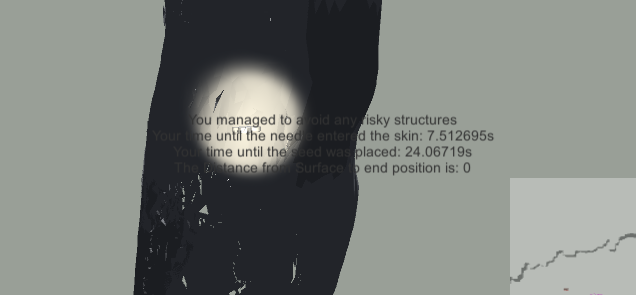 You managed to avoid any risky structures
Your time until the needle entered the skin: 7.512695s
Your time until the seed was placed: 24.06719s
The distance from Surface to end position is: 0